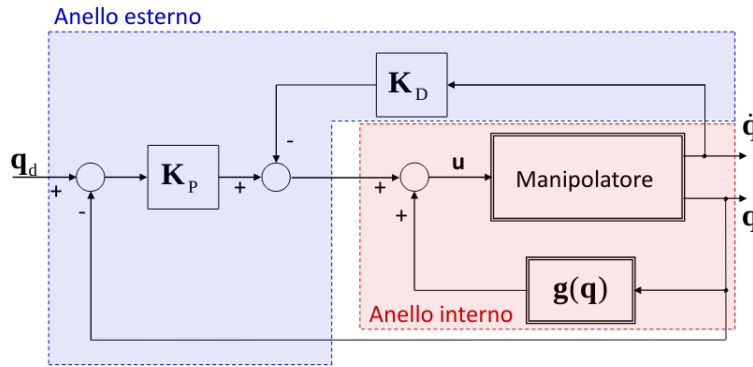 Anello esterno
K_D
q̇
q_d
+
-
K_P
+
-
+
+
u
Manipolatore
q
g(q)
Anello interno